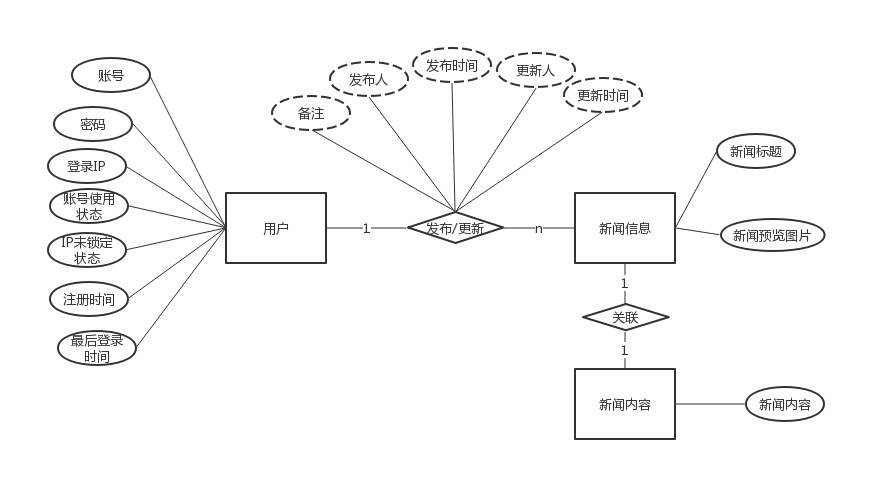 账号
密码
登录IP
账号使用
状态
IP未锁定
状态
注册时间
最后登录
时间
用户
1
备注
发布人
发布时间
更新人
更新时间
发布/更新
n
新闻信息
新闻标题
新闻预览图片
1
关联
1
新闻内容
新闻内容